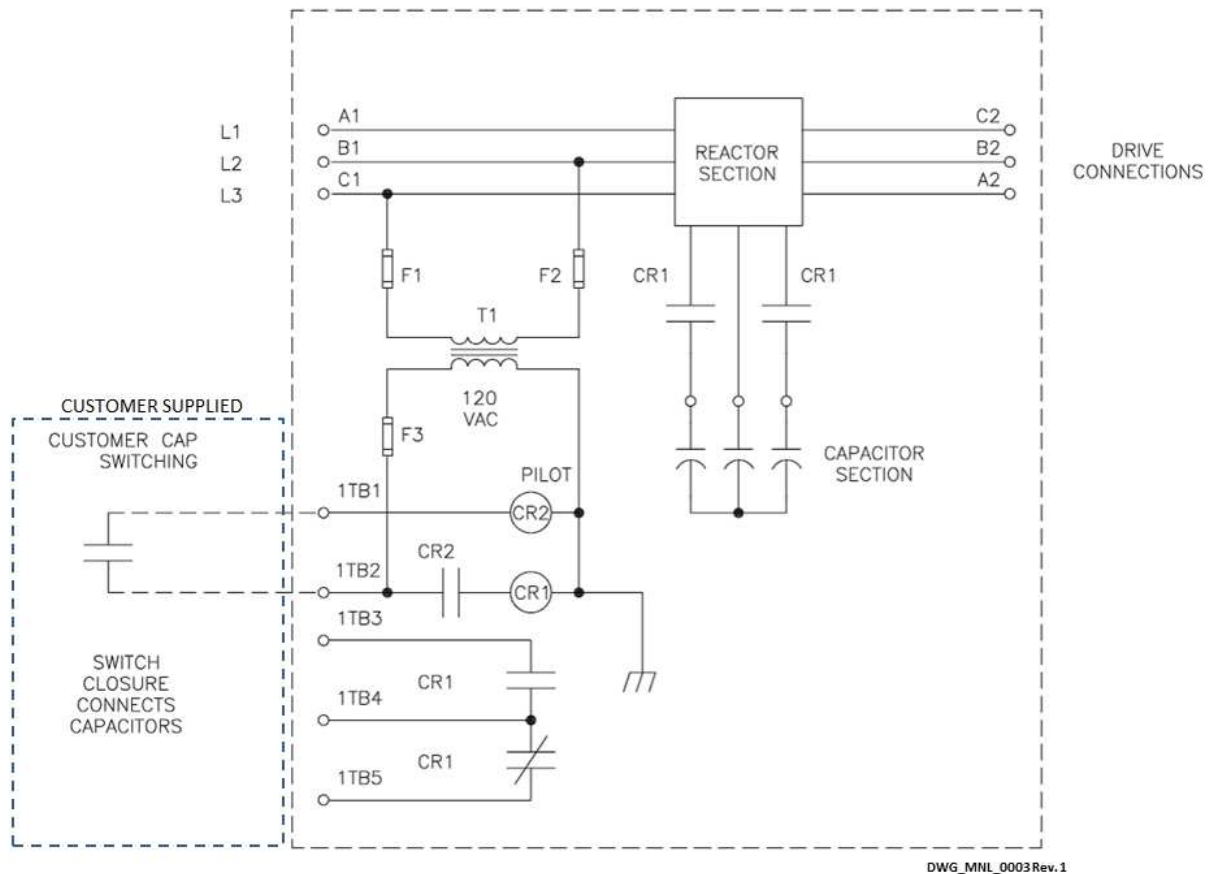 L1
L2
L3
A1
B1
C1
REACTOR
SECTION
C2
B2
A2
DRIVE
CONNECTIONS
F1
F2
CR1
CR1
T1
120
VAC
F3
CAPACITOR
SECTION
CUSTOMER SUPPLIED
CUSTOMER CAP
SWITCHING
PILOT
1TB1
CR2
CR2
1TB2
CR1
1TB3
SWITCH
CLOSURE
CONNECTS
CAPACITORS
CR1
1TB4
CR1
1TB5
DWG_MNL_0003Rev.1